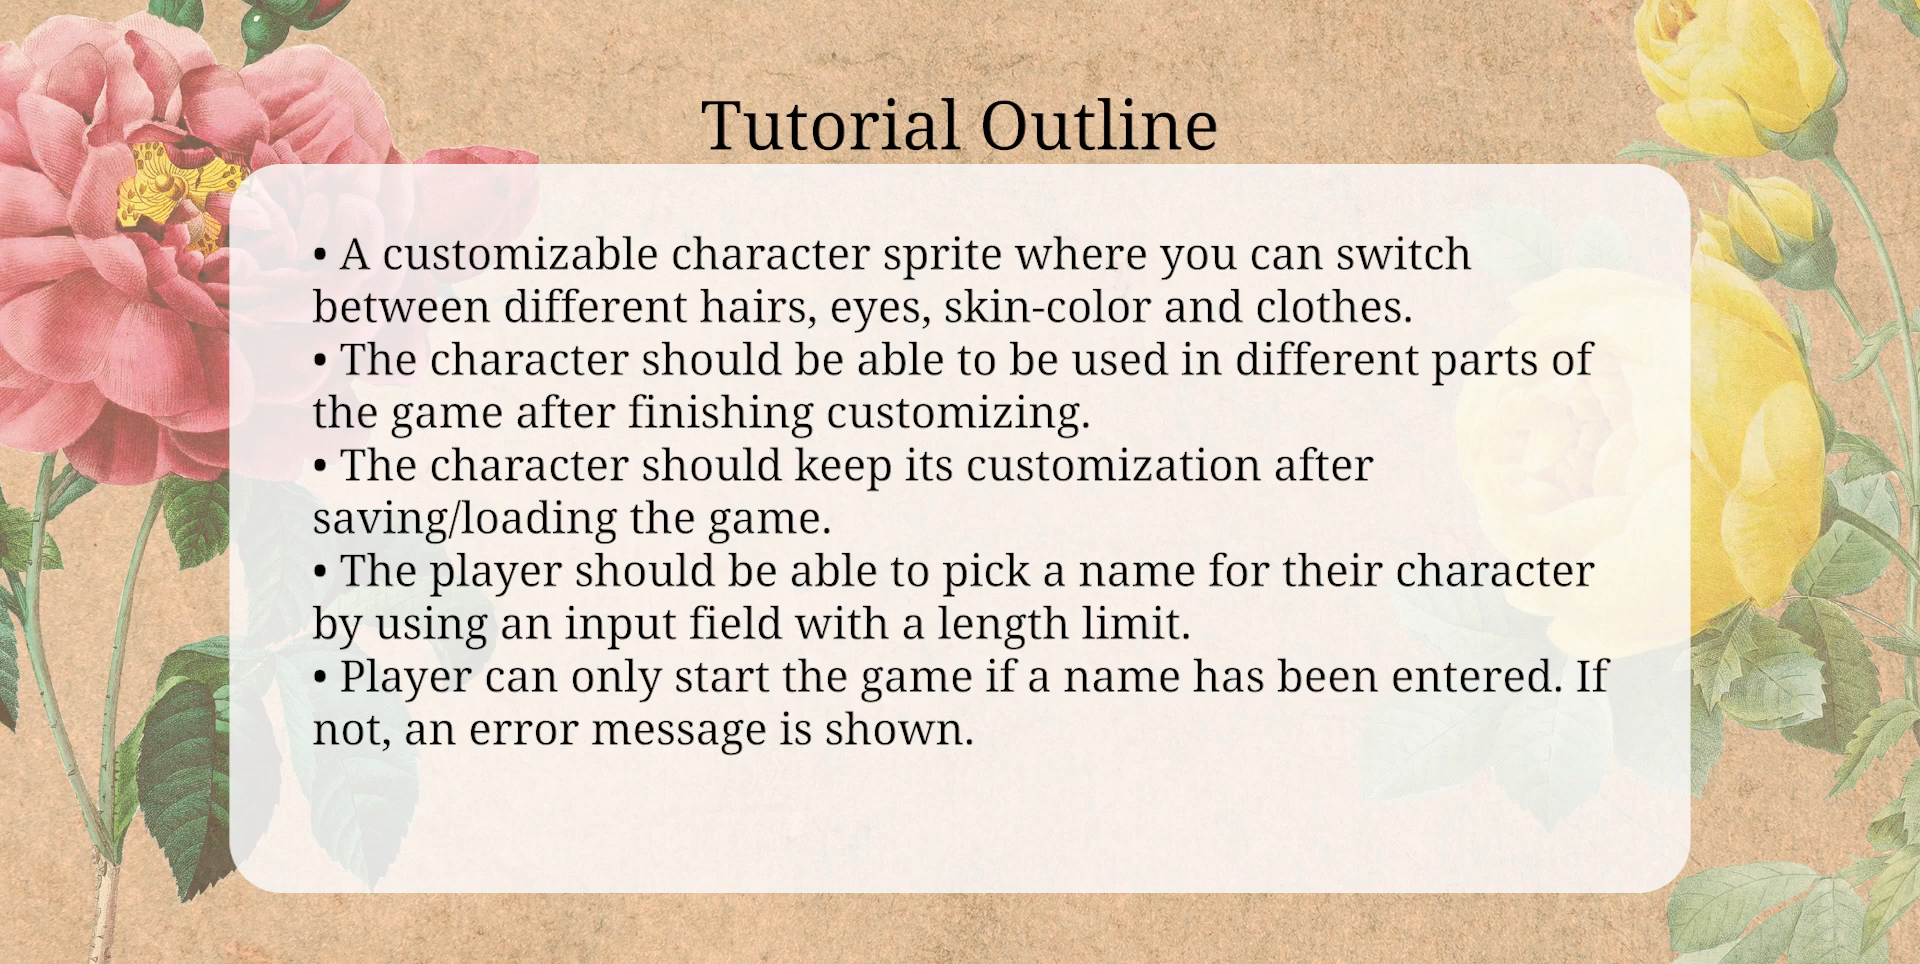 Tutorial Outline
• A customizable character sprite where you can switch
between different hairs, eyes, skin-color and clothes.
• The character should be able to be used in different parts of
the game after finishing customizing.
• The character should keep its customization after
saving/loading the game.
• The player should be able to pick a name for their character
by using an input field with a length limit.
• Player can only start the game if a name has been entered. If
not, an error message is shown.